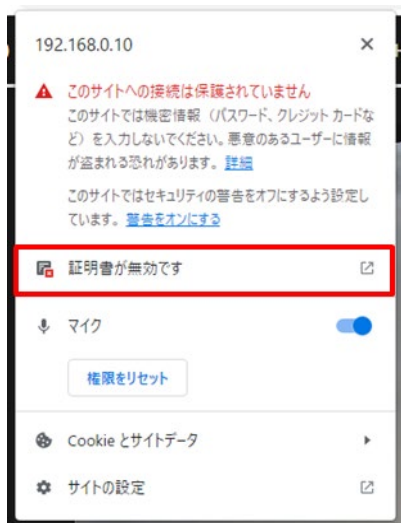 192.168.0.10
このサイトへの接続は保護されていません
このサイトでは機密情報（パスワード、クレジット カードな
ど）を入力しないでください。悪意のあるユーザーに情報
が盗まれる恐れがあります。 詳細
このサイトではセキュリティの警告をオフにするよう設定し
ています。 警告をオンにする
証明書が無効です
マイク
権限をリセット
Cookie とサイトデータ
サイトの設定